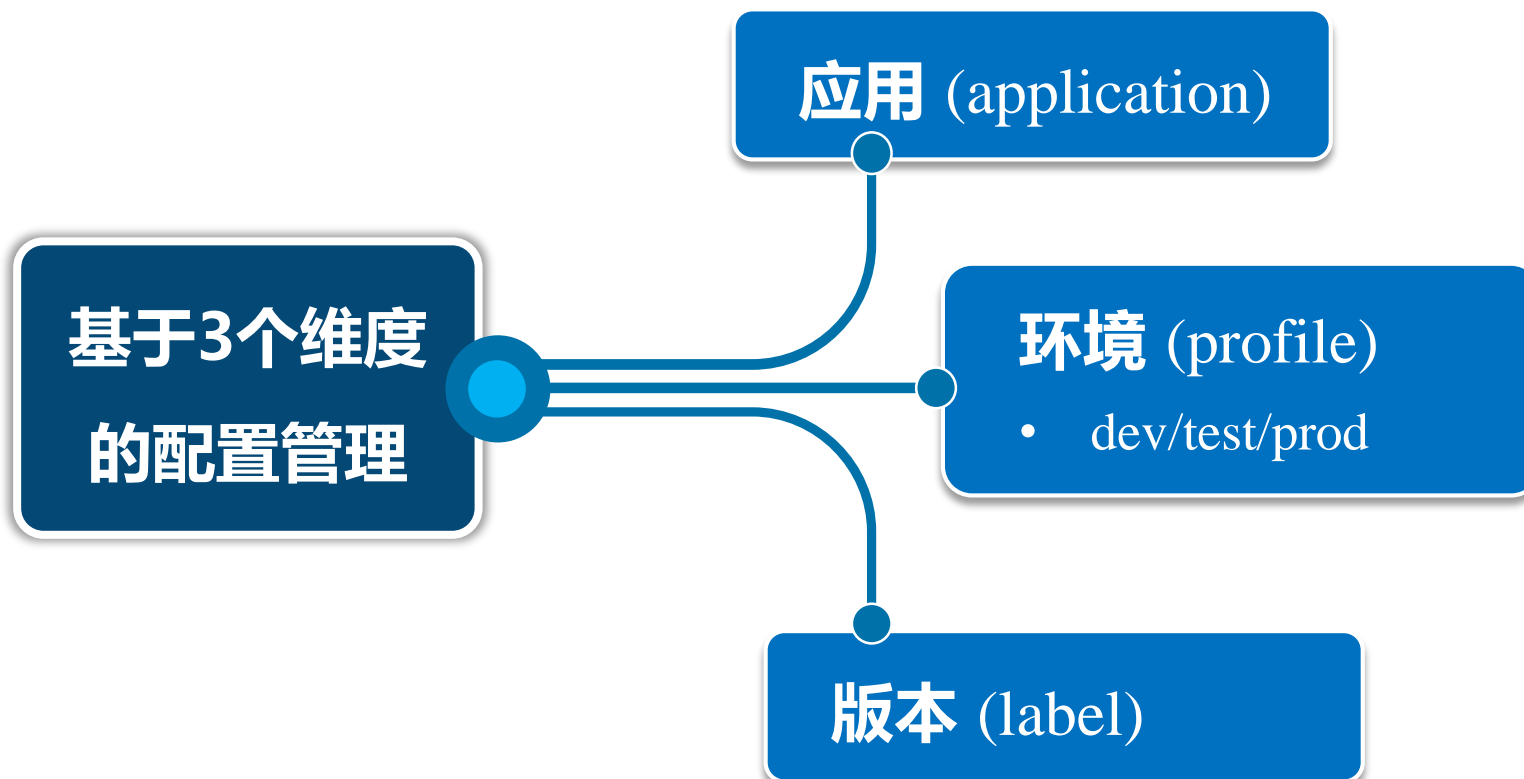 基于3个维度
的配置管理
应用 (application)
环境 (profile)
• dev/test/prod
版本 (label)